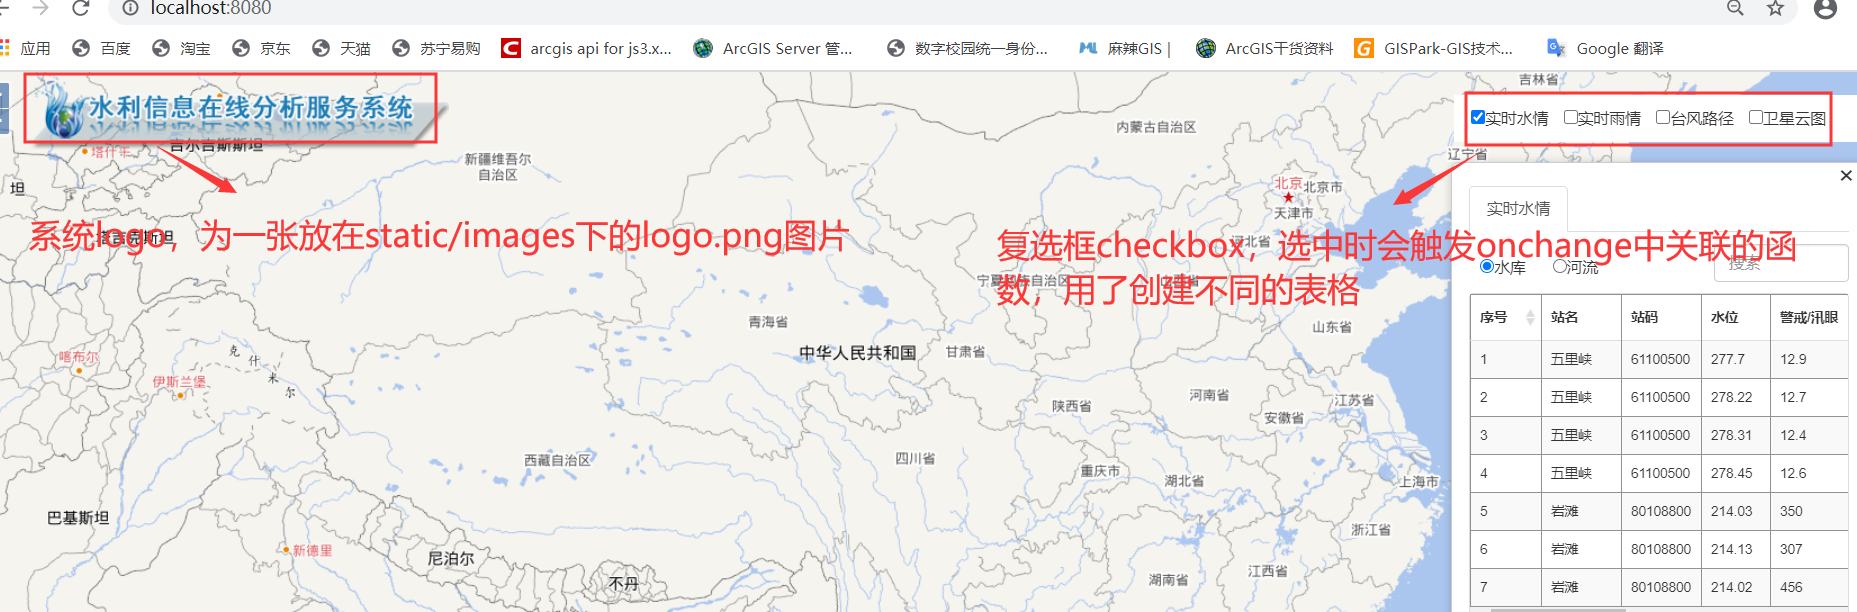 localhost:8080
应用 百度 淘宝 京东 天猫 苏宁易购 arcgis api for js3.x... ArcGIS Server 管... 数字校园统一身份... 麻辣GIS | ArcGIS干货资料 GISPark-GIS技术... Google 翻译
水利信息在线分析服务系统
实时水情 实时雨情 台风路径 卫星云图
系统logo，为一张放在static/images下的logo.png图片
复选框checkbox，选中时会触发onchange中关联的函
数，用了创建不同的表格
吉林省
内蒙古自治区
辽宁省
吉尔吉斯斯坦
塔什干
新疆维吾尔
自治区
坦
塔吉克斯坦
北京 北京市
天津市
河北省
宁夏回族自治区
山西省
山东省
青海省
中华人民共和国 甘肃省
喀布尔
克什米尔
伊斯兰堡
河南省
陕西省
江苏省
安徽省
西藏自治区
四川省
重庆市
湖北省
上海市
巴基斯坦
浙江省
新德里
尼泊尔
不丹
湖南省
江西省
实时水情
水库 河流 搜索
序号 站名 站码 水位 警戒/汛眼
1 五里峡 61100500 277.7 12.9
2 五里峡 61100500 278.22 12.7
3 五里峡 61100500 278.31 12.4
4 五里峡 61100500 278.45 12.6
5 岩滩 80108800 214.03 350
6 岩滩 80108800 214.13 307
7 岩滩 80108800 214.02 456